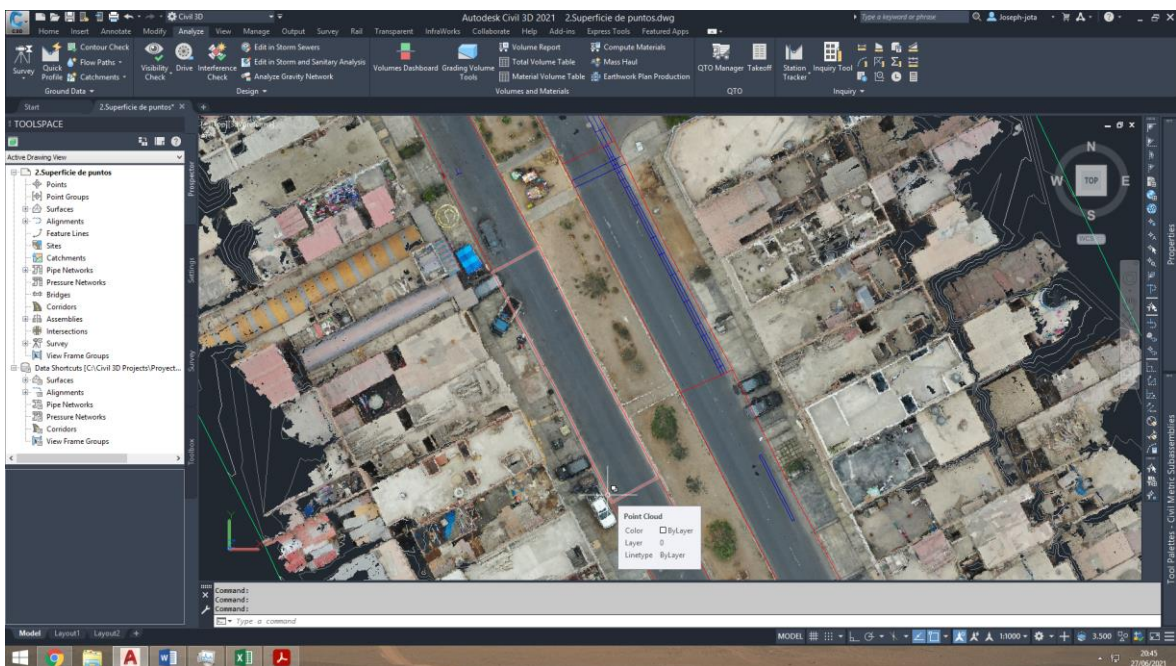 C3D
Civil 3D
Autodesk Civil 3D 2021 2.Superficie de puntos.dwg
Type a keyword or phrase
Joseph-jota
Home Insert Annotate Modify Analyze View Manage Output Survey Rail Transparent InfraWorks Collaborate Help Add-ins Express Tools Featured Apps
Survey
Quick Profile
Contour Check
Flow Paths
Catchments
Ground Data
Visibility Check
Drive
Interference Check
Edit in Storm Sewers
Edit in Storm and Sanitary Analysis
Analyze Gravity Network
Design
Volumes Dashboard
Grading Volume Tools
Volume Report
Total Volume Table
Material Volume Table
Compute Materials
Mass Haul
Earthwork Plan Production
Volumes and Materials
QTO Manager
Takeoff
QTO
Station Tracker
Inquiry Tool
Inquiry
Start
2.Superficie de puntos*
TOOLSPACE
Active Drawing View
2.Superficie de puntos
Points
Point Groups
Surfaces
Alignments
Feature Lines
Sites
Catchments
Pipe Networks
Pressure Networks
Bridges
Corridors
Assemblies
Intersections
Survey
View Frame Groups
Data Shortcuts [C:\Civil 3D Projects\Proyect...
Surfaces
Alignments
Pipe Networks
Pressure Networks
Corridors
View Frame Groups
Prospector
Settings
Survey
Toolbox
N
W
TOP
E
S
WCS
Properties
Tool Palettes - Civil Metric Subassemblies
Point Cloud
Color ByLayer
Layer 0
Linetype ByLayer
Command:
Command:
Command:
Type a command
Model Layout1 Layout2
MODEL
1:1000
3.500
20:45
27/06/2021